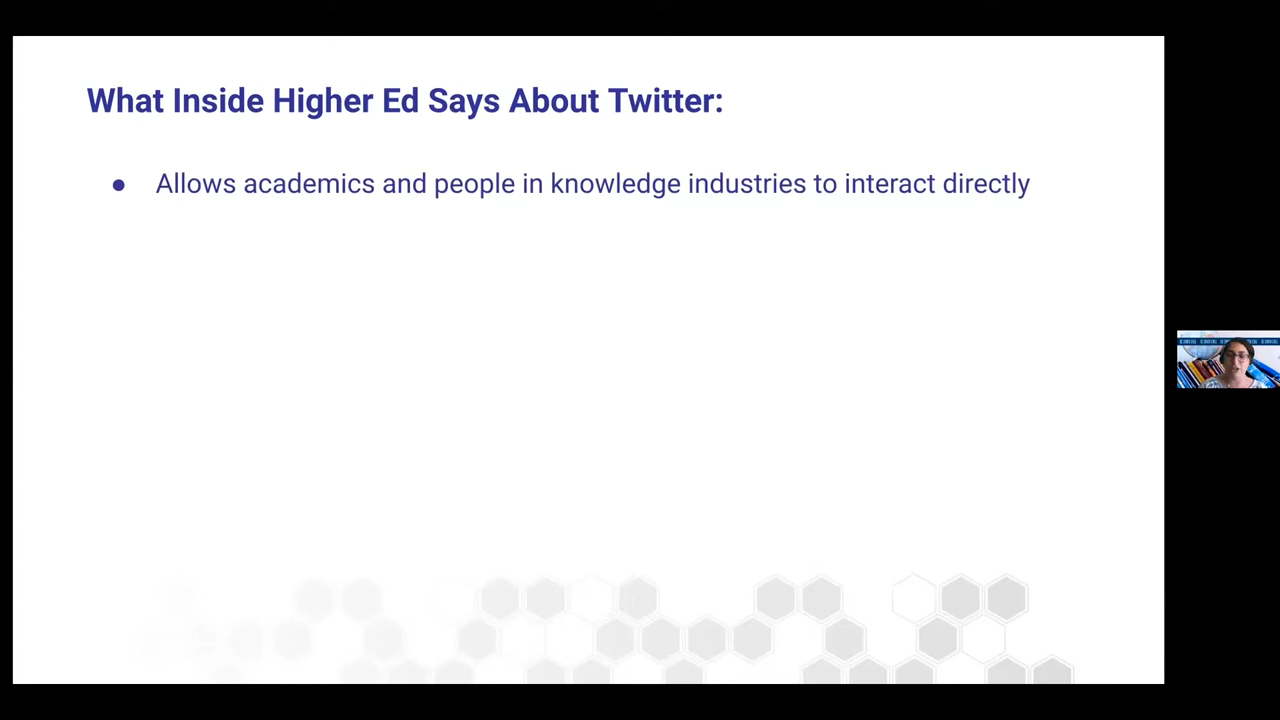 What Inside Higher Ed Says About Twitter:
● Allows academics and people in knowledge industries to interact directly